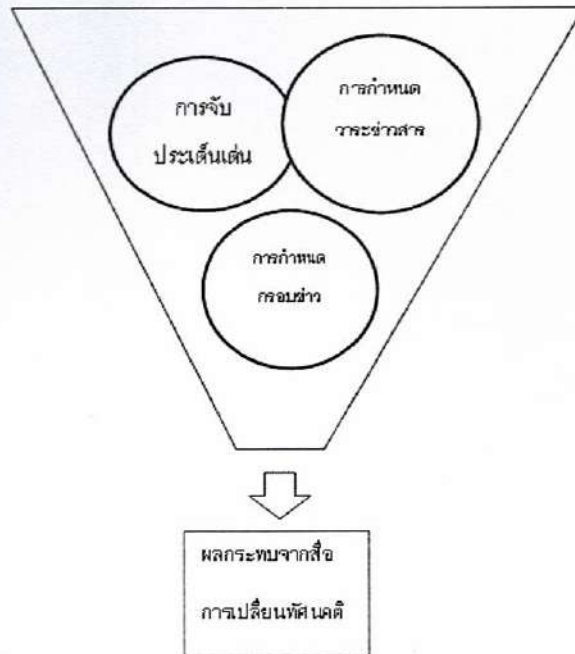 การจับ
ประเด็นเด่น
การกำหนด
วาระข่าวสาร
การกำหนด
กรอบข่าว
ผลกระทบจากสื่อ
การเปลี่ยนทัศนคติ